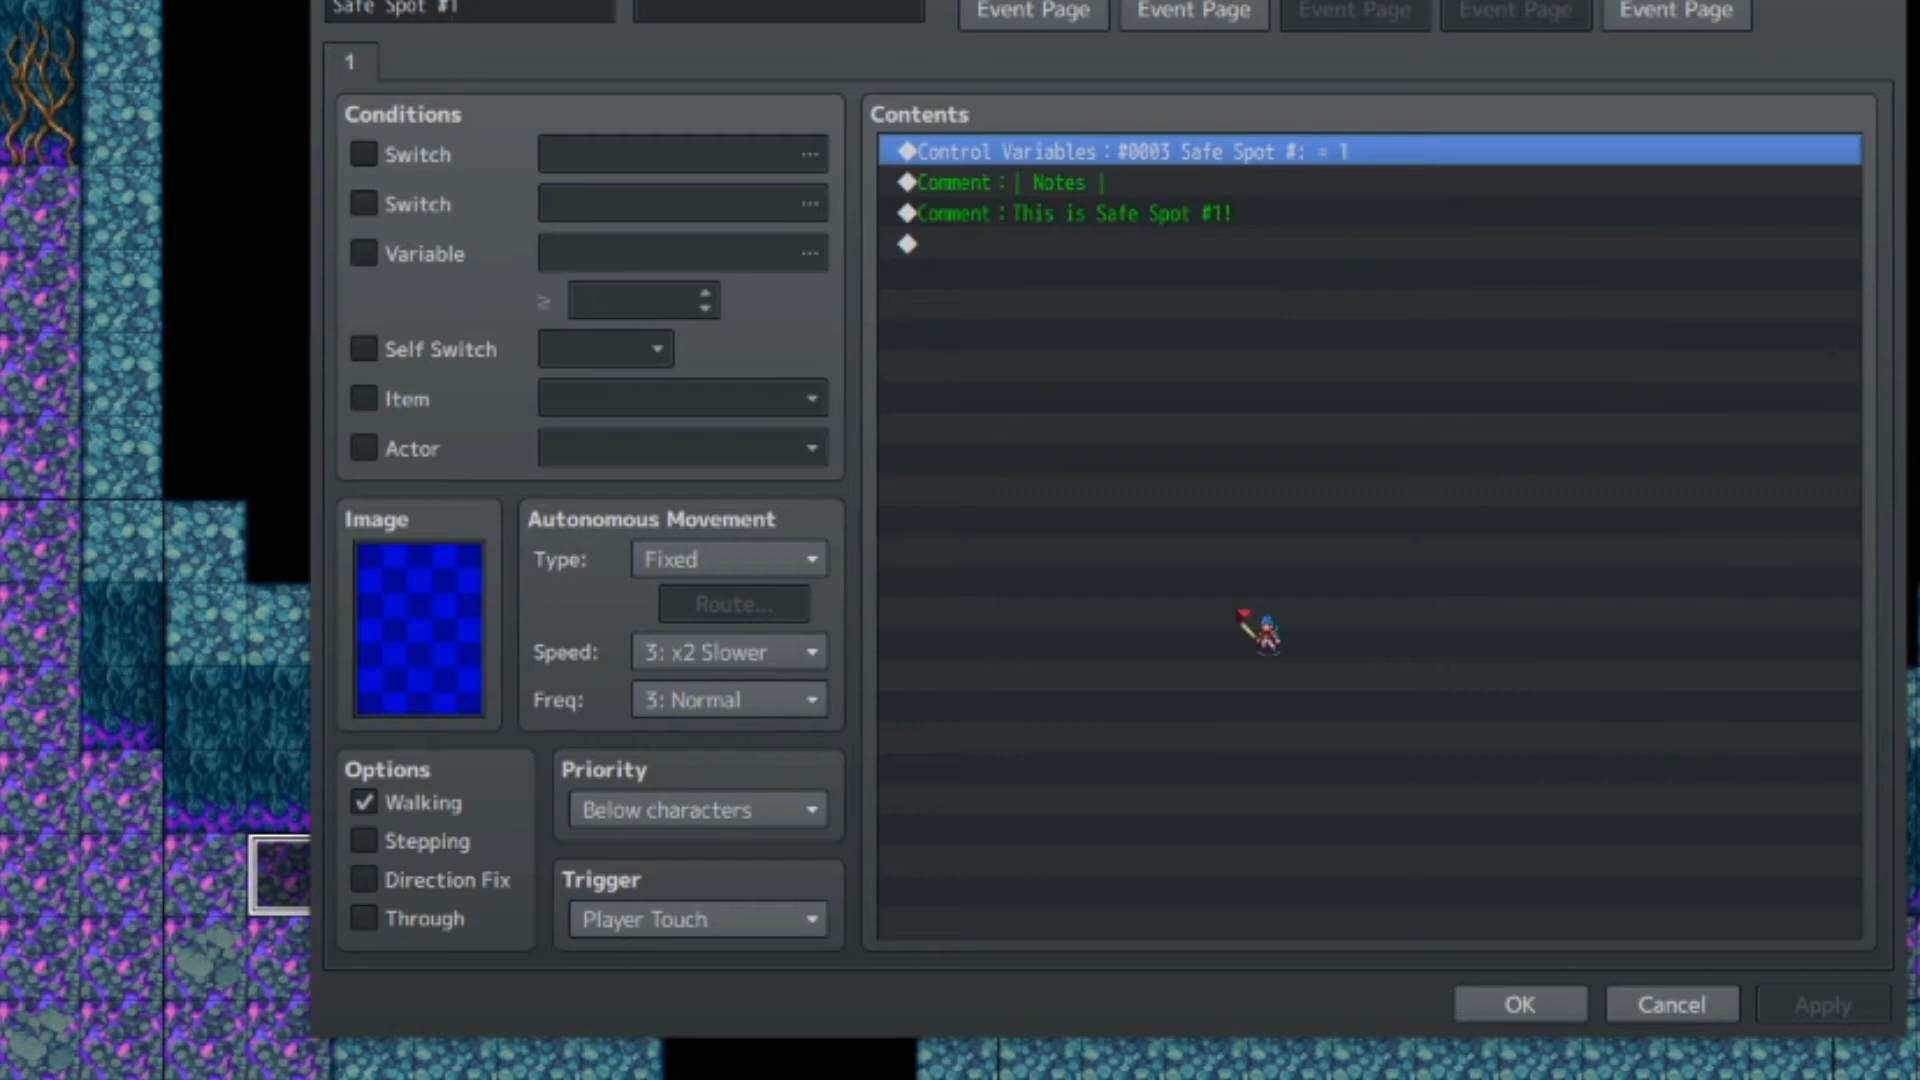 Safe Spot #1
Event Page
Event Page
Event Page
Event Page
Event Page
1
Conditions
Switch ...
Switch ...
Variable ...
≥
Self Switch
Item
Actor
Image
Autonomous Movement
Type: Fixed
Route...
Speed: 3: x2 Slower
Freq: 3: Normal
Options
Walking
Stepping
Direction Fix
Through
Priority
Below characters
Trigger
Player Touch
Contents
◆Control Variables：#0003 Safe Spot #: = 1
◆Comment：| Notes |
◆Comment：This is Safe Spot #1!
◆
OK
Cancel
Apply